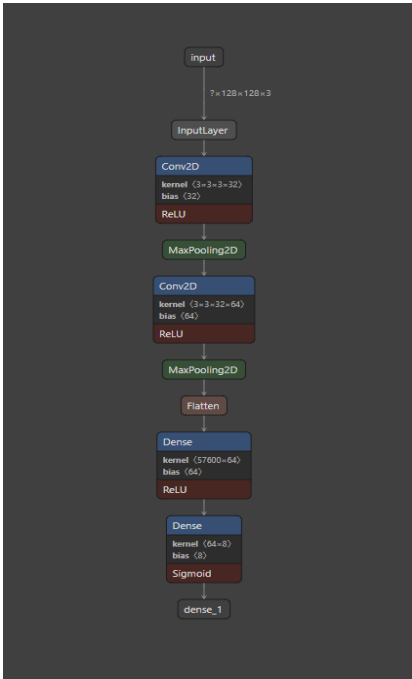 input
?×128×128×3
InputLayer
Conv2D
kernel ⟨3×3×3×32⟩
bias ⟨32⟩
ReLU
MaxPooling2D
Conv2D
kernel ⟨3×3×32×64⟩
bias ⟨64⟩
ReLU
MaxPooling2D
Flatten
Dense
kernel ⟨57600×64⟩
bias ⟨64⟩
ReLU
Dense
kernel ⟨64×8⟩
bias ⟨8⟩
Sigmoid
dense_1